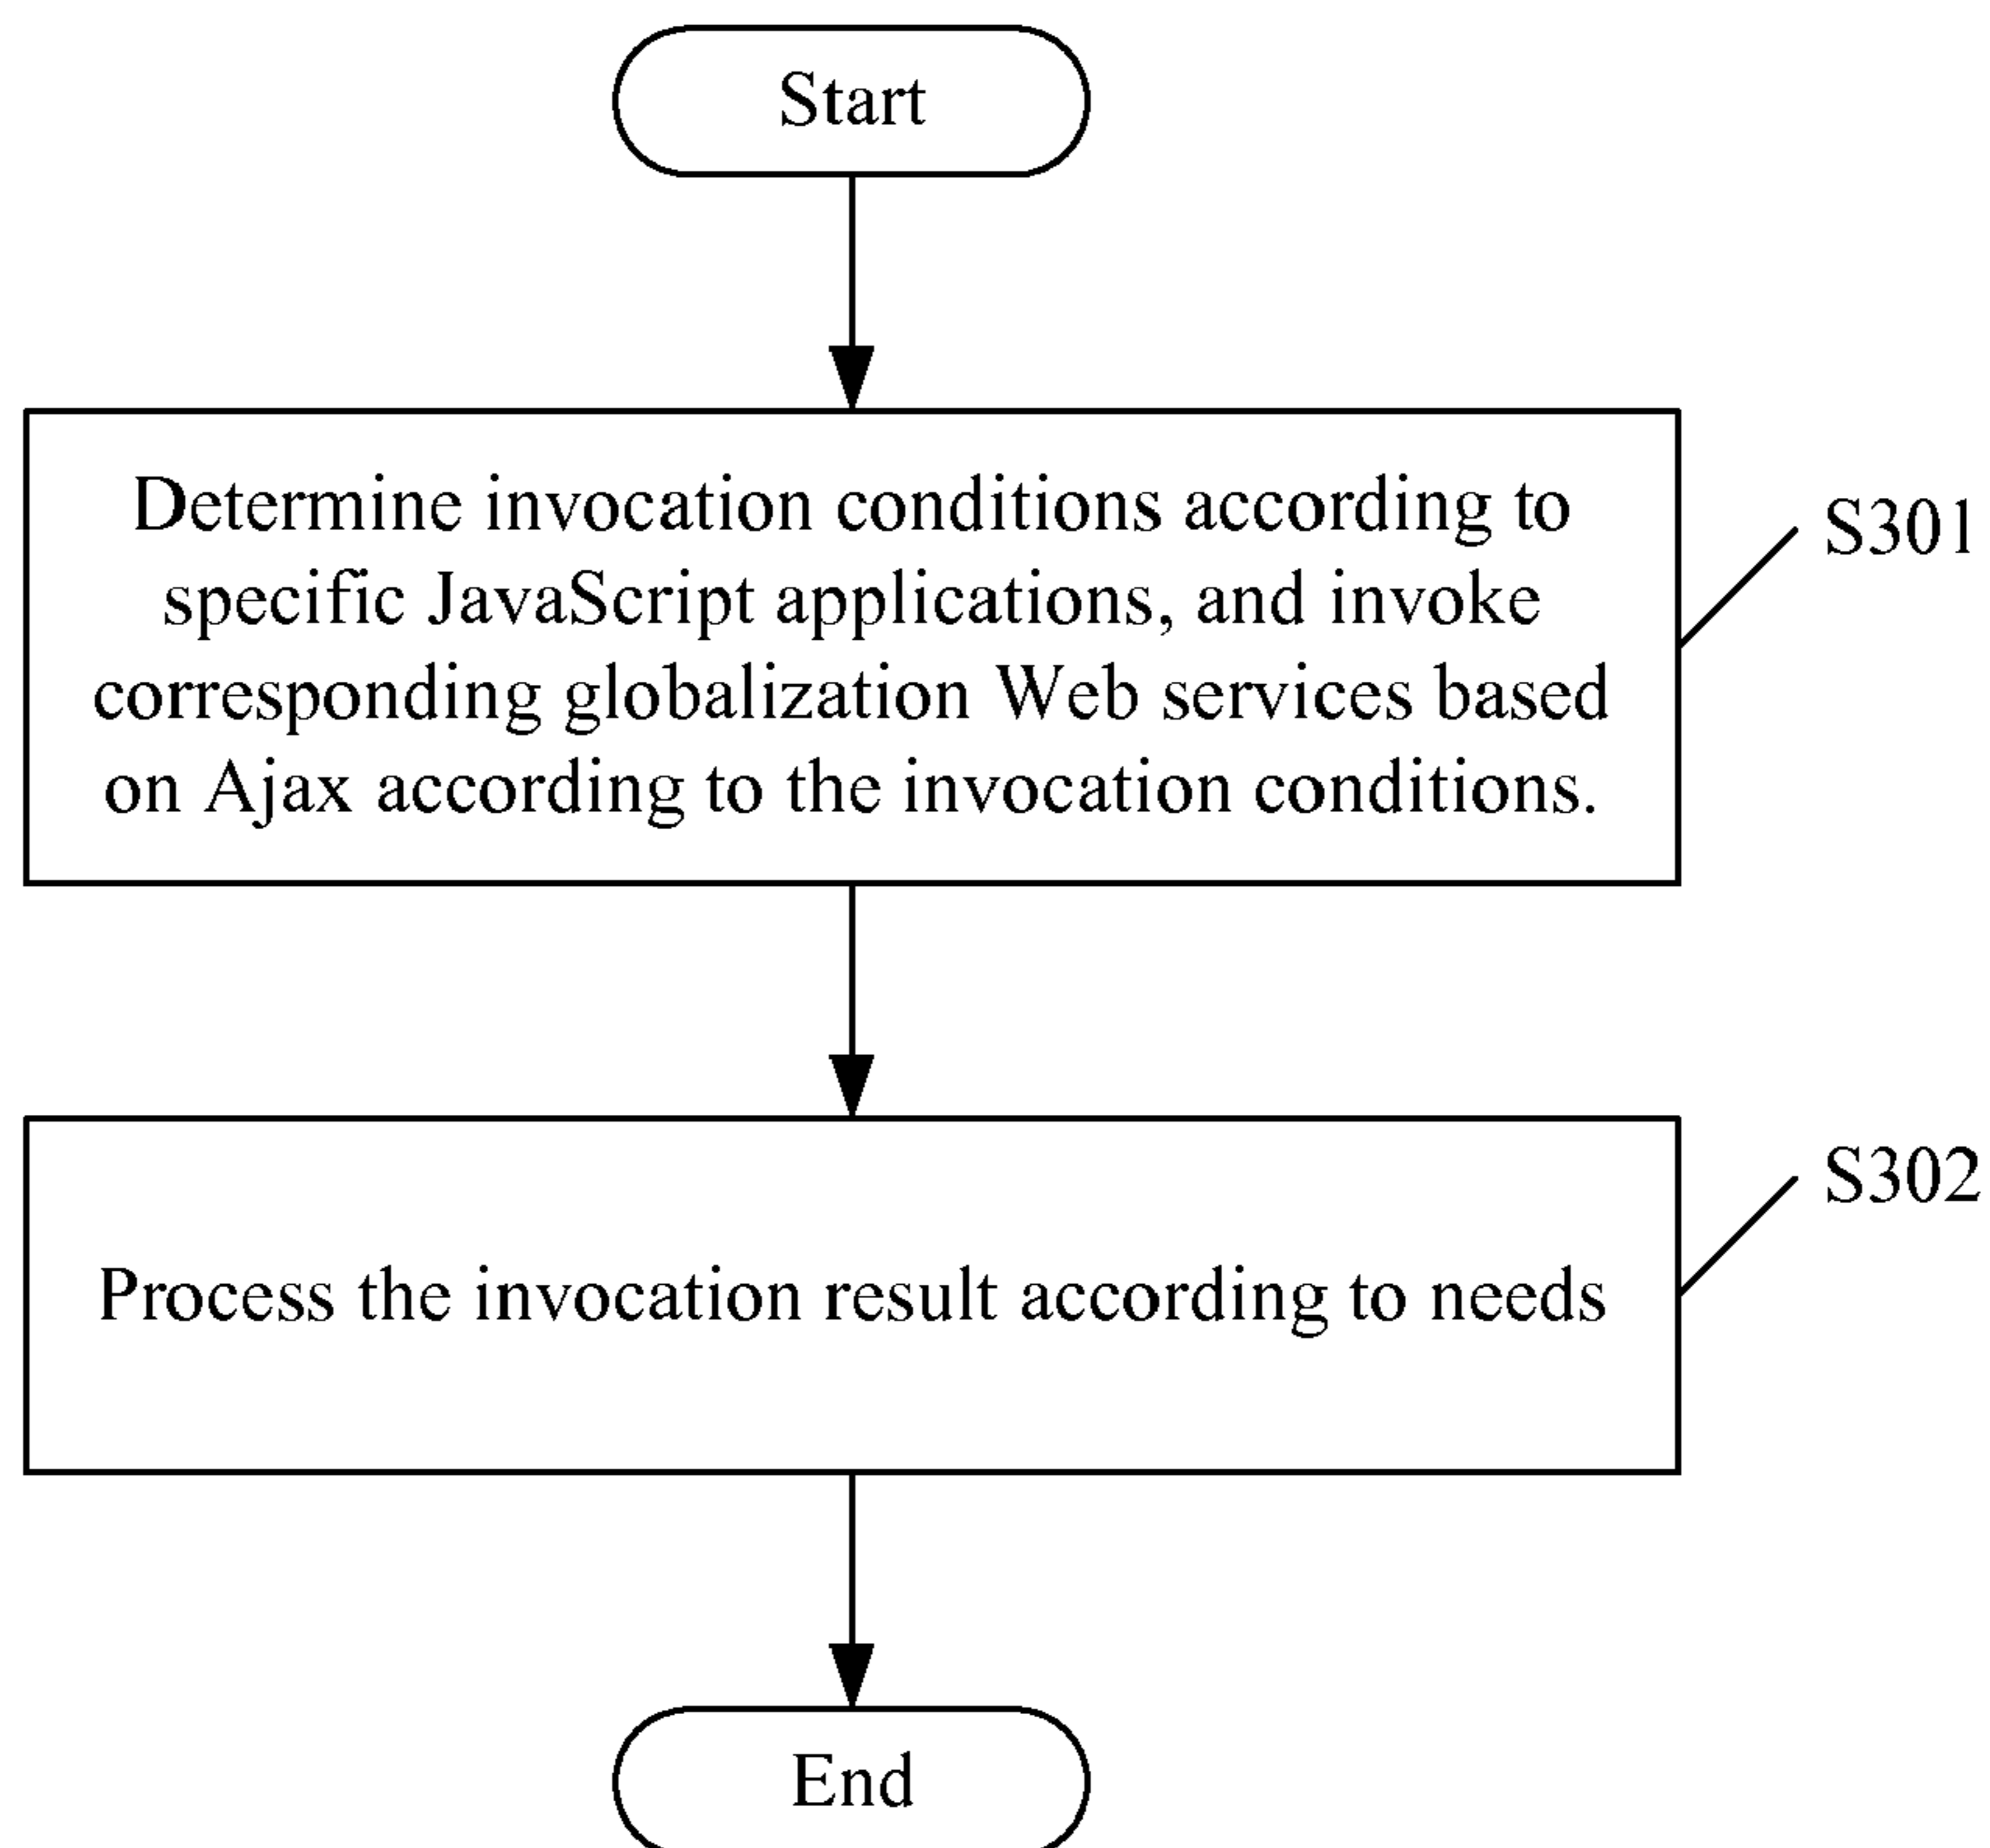 Start
Determine invocation conditions according to
specific JavaScript applications, and invoke
corresponding globalization Web services based
on Ajax according to the invocation conditions.
S301
Process the invocation result according to needs
S302
End